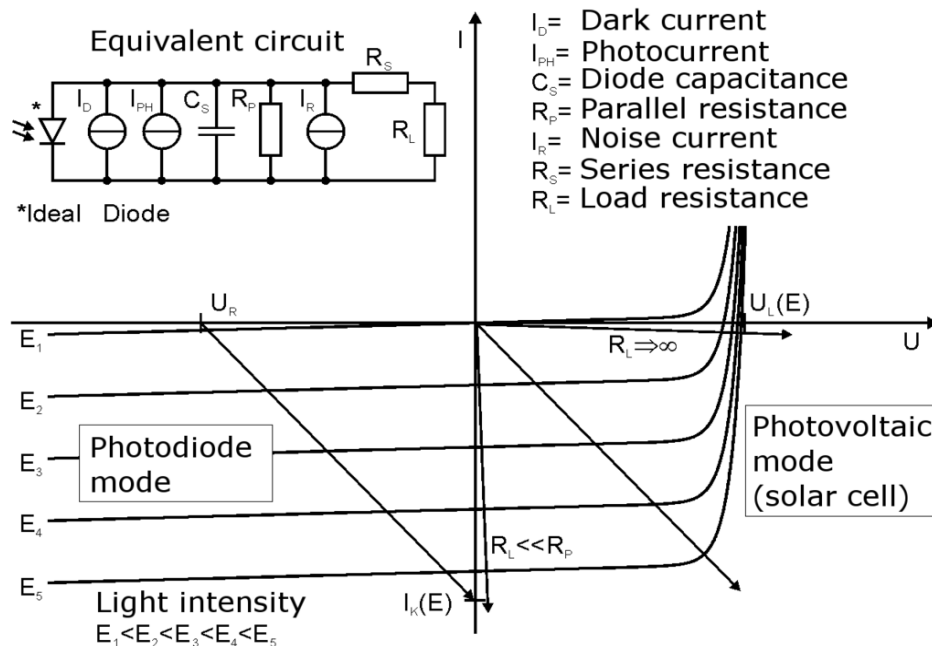 Equivalent circuit
*
I_D
I_PH
C_S
R_P
I_R
R_S
R_L
*Ideal Diode
I_D= Dark current
I_PH= Photocurrent
C_S= Diode capacitance
R_P= Parallel resistance
I_R= Noise current
R_S= Series resistance
R_L= Load resistance
I
U_R
U_L(E)
U
R_L⇒∞
E_1
E_2
E_3
E_4
E_5
Photodiode
mode
Photovoltaic
mode
(solar cell)
R_L<<R_P
I_K(E)
Light intensity
E_1<E_2<E_3<E_4<E_5